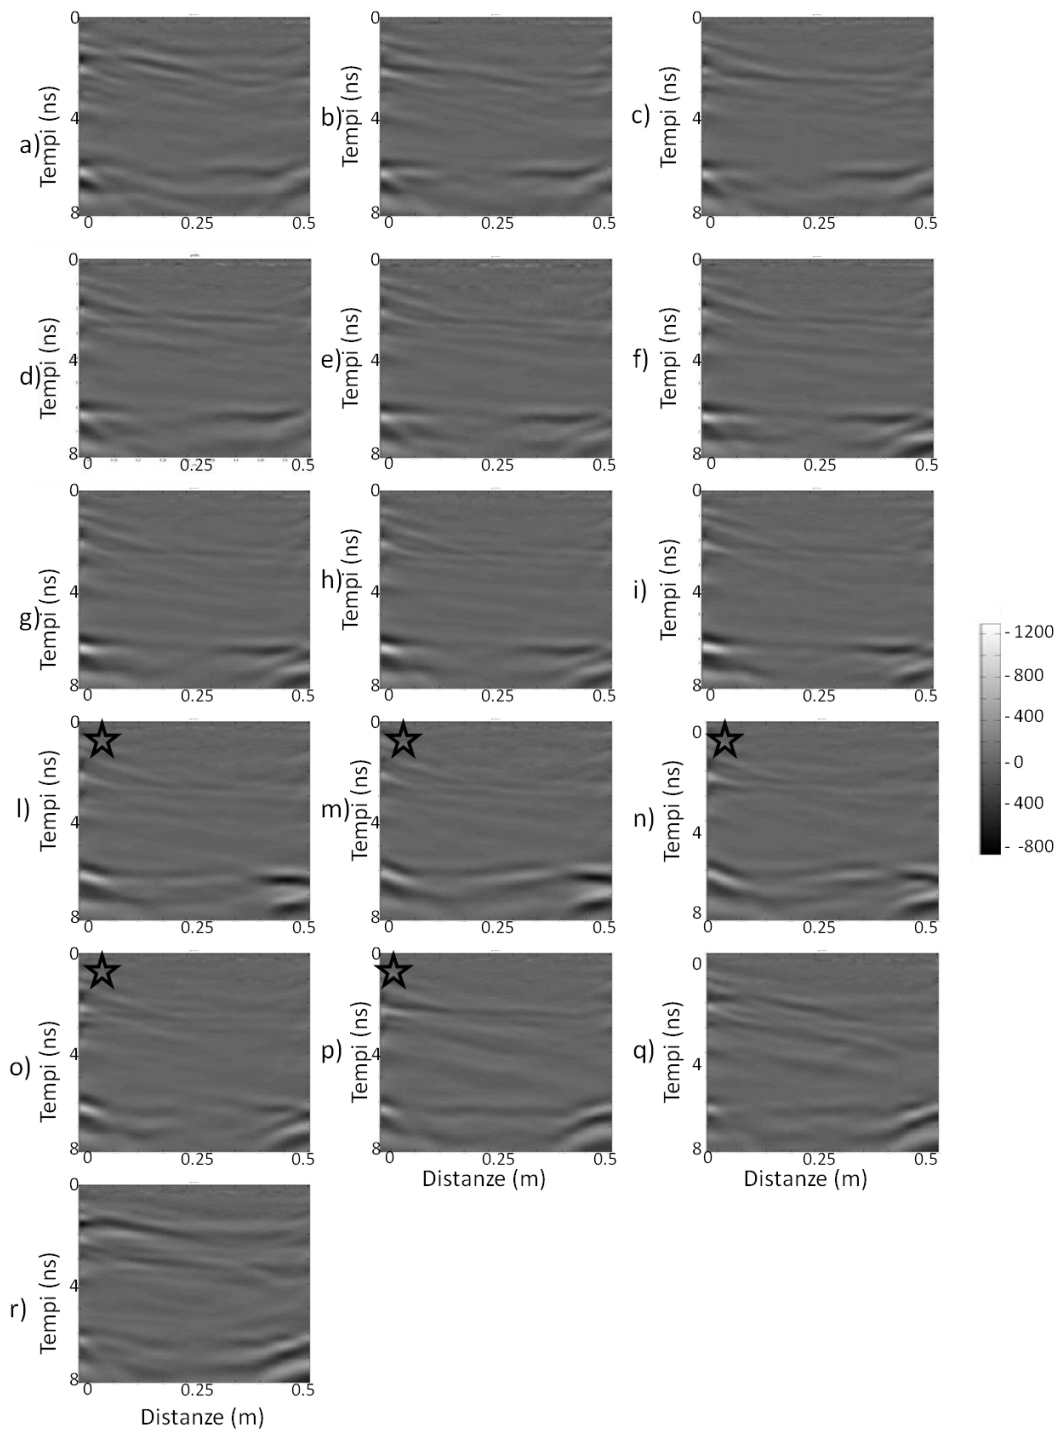 a) Tempi (ns) 0 4 8 0 0.25 0.5
b) Tempi (ns) 0 4 8 0 0.25 0.5
c) Tempi (ns) 0 4 8 0 0.25 0.5
d) Tempi (ns) 0 4 8 0 0.25 0.5
e) Tempi (ns) 0 4 8 0 0.25 0.5
f) Tempi (ns) 0 4 8 0 0.25 0.5
g) Tempi (ns) 0 4 8 0 0.25 0.5
h) Tempi (ns) 0 4 8 0 0.25 0.5
i) Tempi (ns) 0 4 8 0 0.25 0.5
- 1200
- 800
- 400
- 0
- 400
- -800
l) Tempi (ns) 0 4 8 0 0.25 0.5
m) Tempi (ns) 0 4 8 0 0.25 0.5
n) Tempi (ns) 0 4 8 0 0.25 0.5
o) Tempi (ns) 0 4 8 0 0.25 0.5
p) Tempi (ns) 0 4 8 0 0.25 0.5
Distanze (m)
q) Tempi (ns) 0 4 8 0 0.25 0.5
Distanze (m)
r) Tempi (ns) 0 4 8 0 0.25 0.5
Distanze (m)